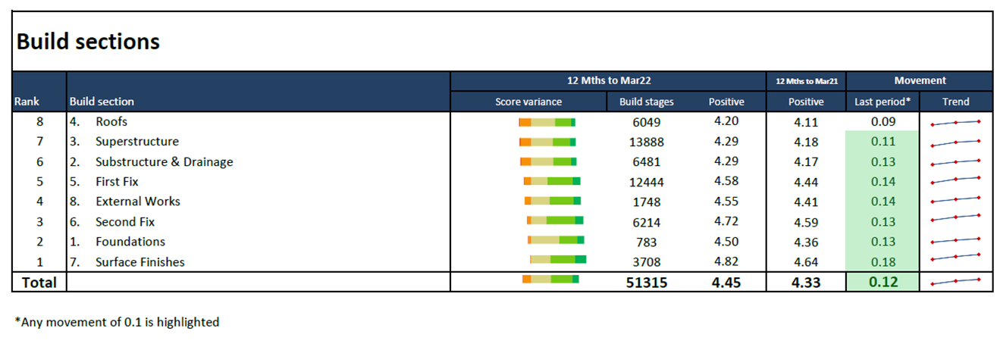 Build sections
12 Mths to Mar22 12 Mths to Mar21 Movement
Rank Build section Score variance Build stages Positive Positive Last period* Trend
8 4. Roofs 6049 4.20 4.11 0.09
7 3. Superstructure 13888 4.29 4.18 0.11
6 2. Substructure & Drainage 6481 4.29 4.17 0.13
5 5. First Fix 12444 4.58 4.44 0.14
4 8. External Works 1748 4.55 4.41 0.14
3 6. Second Fix 6214 4.72 4.59 0.13
2 1. Foundations 783 4.50 4.36 0.13
1 7. Surface Finishes 3708 4.82 4.64 0.18
Total 51315 4.45 4.33 0.12
*Any movement of 0.1 is highlighted